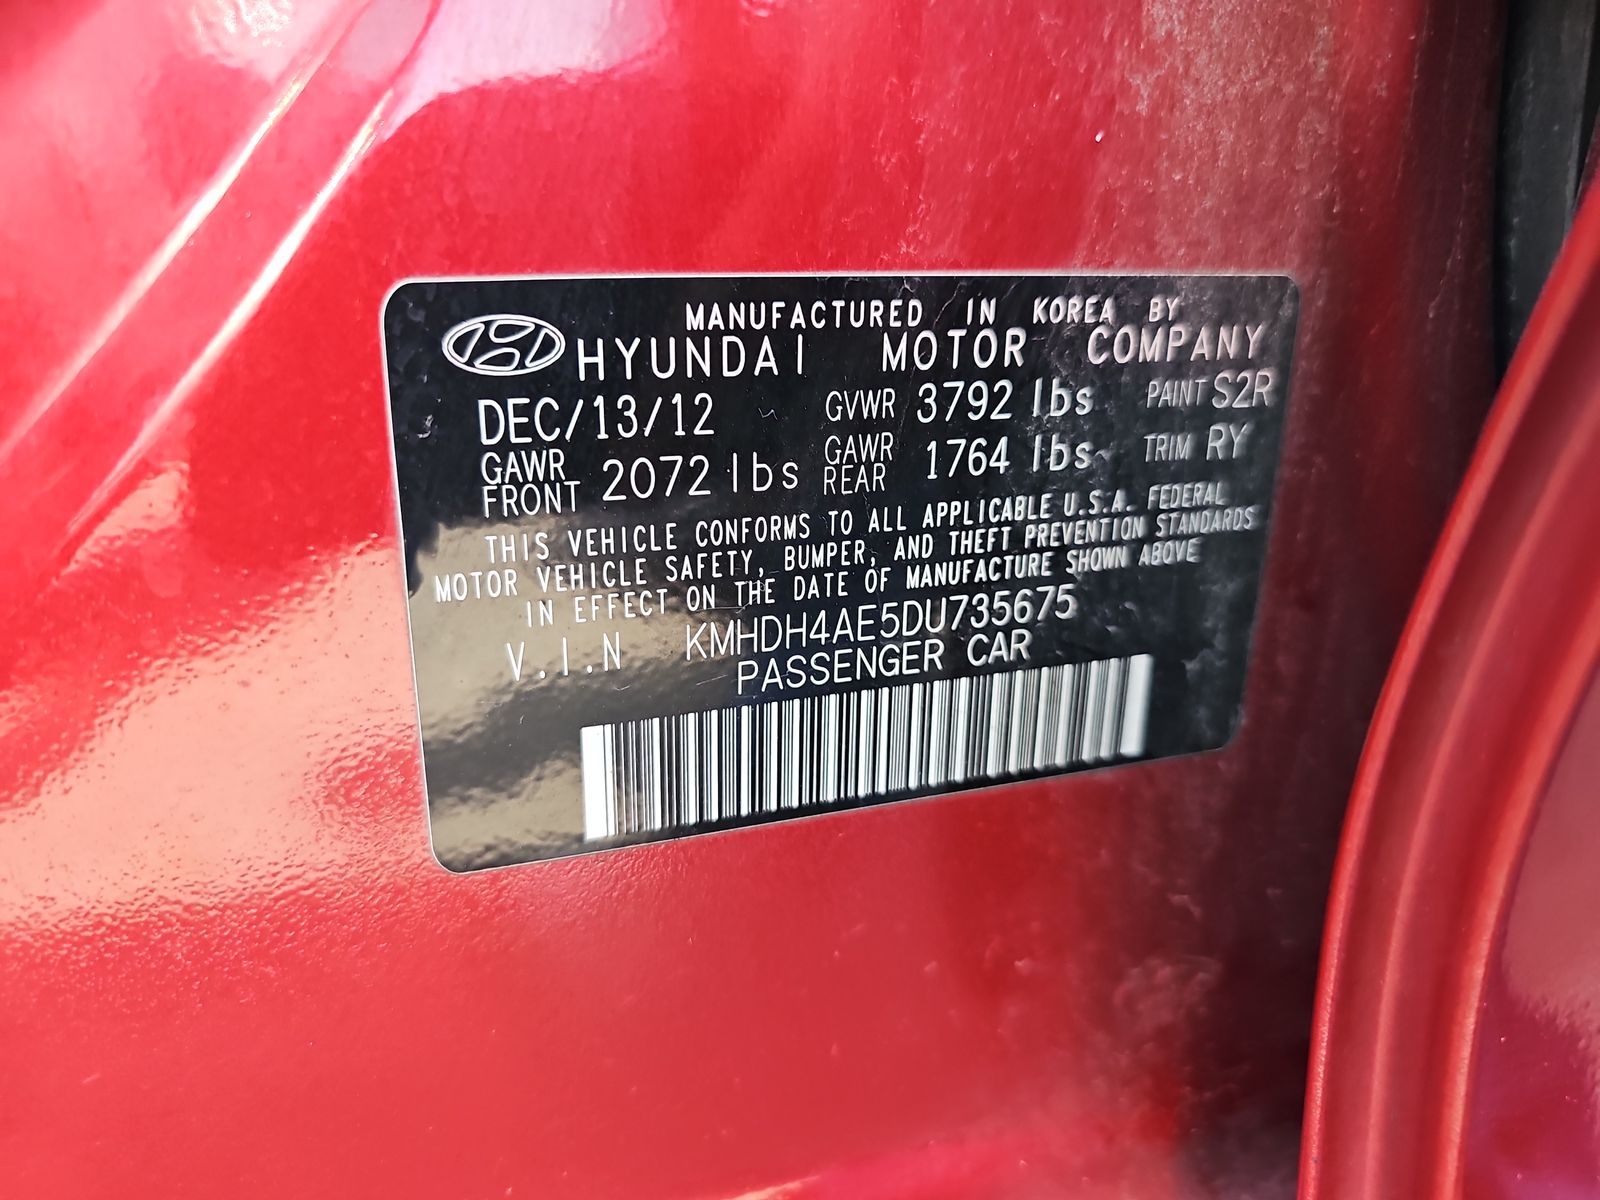 MANUFACTURED IN KOREA BY
HYUNDAI MOTOR COMPANY
DEC/13/12 GVWR 3792 lbs PAINT S2R
GAWR FRONT 2072 lbs GAWR REAR 1764 lbs TRIM RY
THIS VEHICLE CONFORMS TO ALL APPLICABLE U.S.A. FEDERAL
MOTOR VEHICLE SAFETY, BUMPER, AND THEFT PREVENTION STANDARDS
IN EFFECT ON THE DATE OF MANUFACTURE SHOWN ABOVE
V.I.N KMHDH4AE5DU735675
PASSENGER CAR